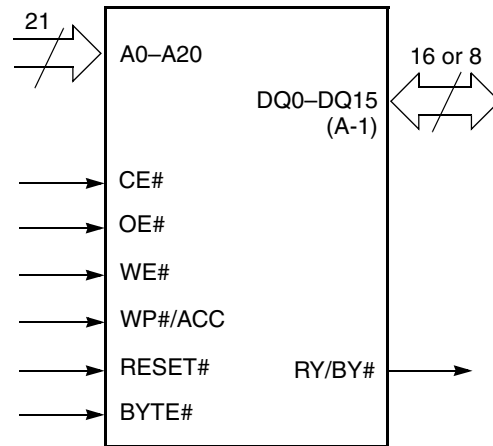 21
A0–A20
16 or 8
DQ0–DQ15
(A-1)
CE#
OE#
WE#
WP#/ACC
RESET#
RY/BY#
BYTE#